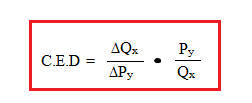 C.E.D = ΔQx / ΔPy • Py / Qx